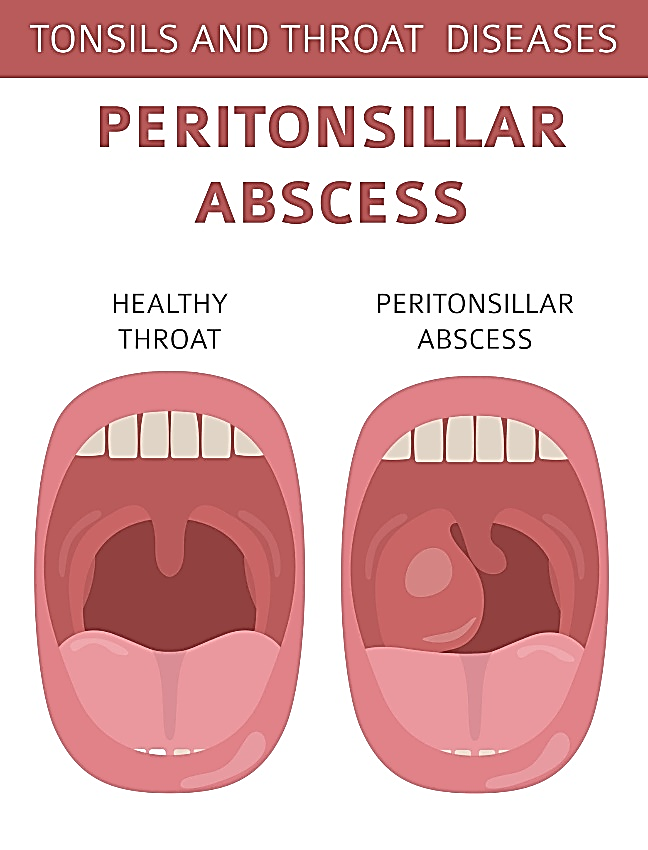 TONSILS AND THROAT DISEASES
PERITONSILLAR
ABSCESS
HEALTHY
THROAT
PERITONSILLAR
ABSCESS